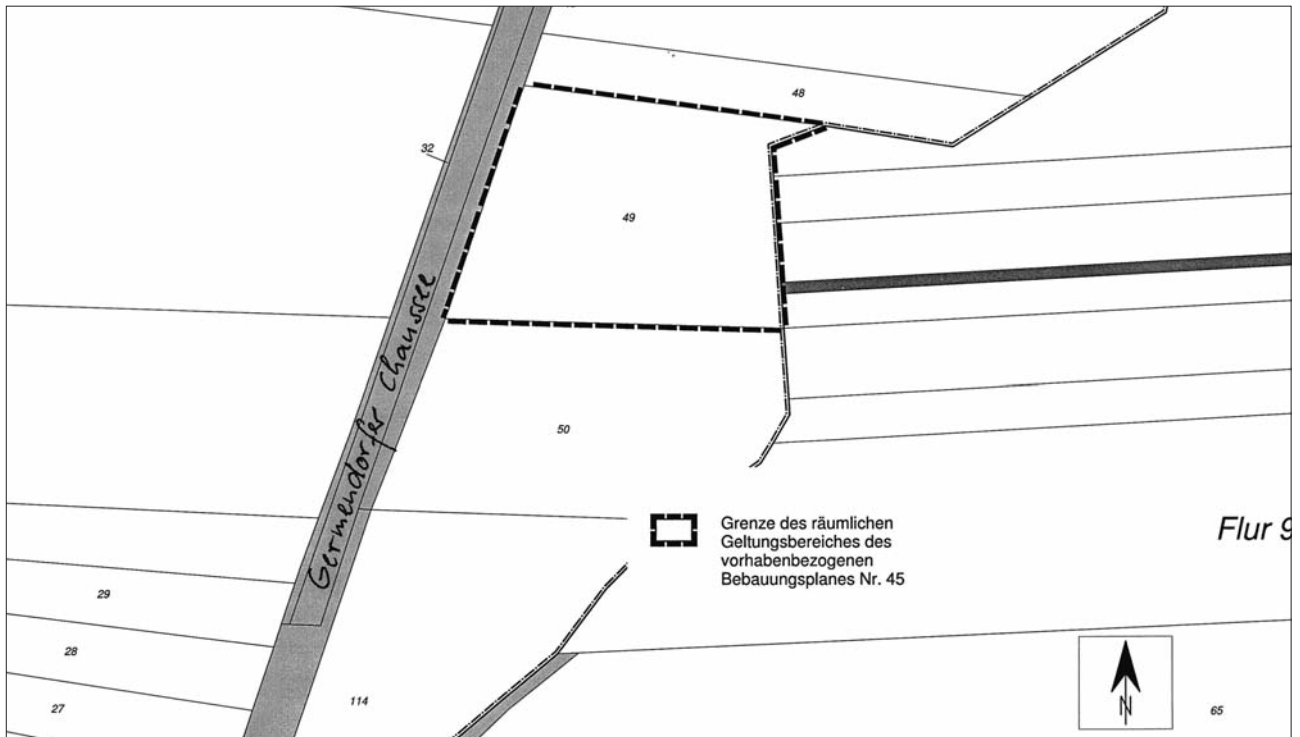 48
32
49
Germendorfer Chaussee
50
Grenze des räumlichen
Geltungsbereiches des
vorhabenbezogenen
Bebauungsplanes Nr. 45
Flur 9
29
28
27
114
N
65